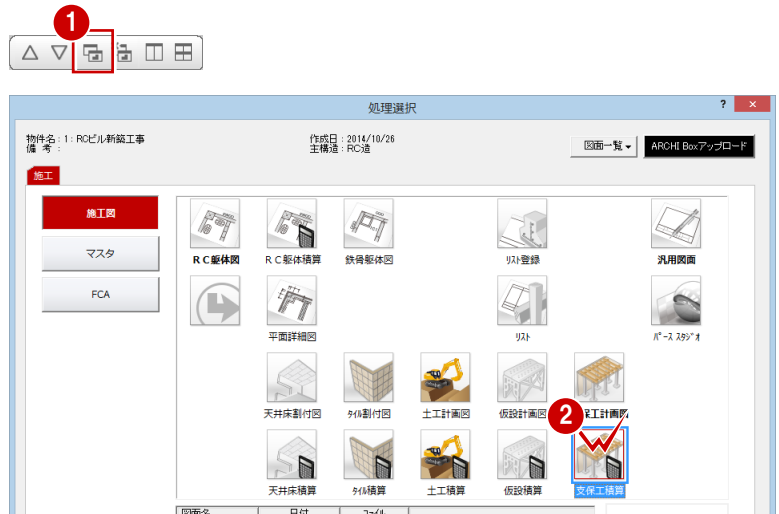 1
処理選択
? ×
物件名 : 1 : RCビル新築工事
備 考 :
作成日 : 2014/10/26
主構造 : RC造
図面一覧
ARCHI Boxアップロード
施工
施工図
マスタ
FCA
ＲＣ躯体図
ＲＣ躯体積算
鉄骨躯体図
ﾘｽﾄ登録
汎用図面
平面詳細図
ﾘｽﾄ
ﾊﾟｰｽ ｽﾀｼﾞｵ
天井床割付図
ﾀｲﾙ割付図
土工計画図
仮設計画図
2
保工計画図
天井床積算
ﾀｲﾙ積算
土工積算
仮設積算
支保工積算
図面名
日付
ﾌｧｲﾙ